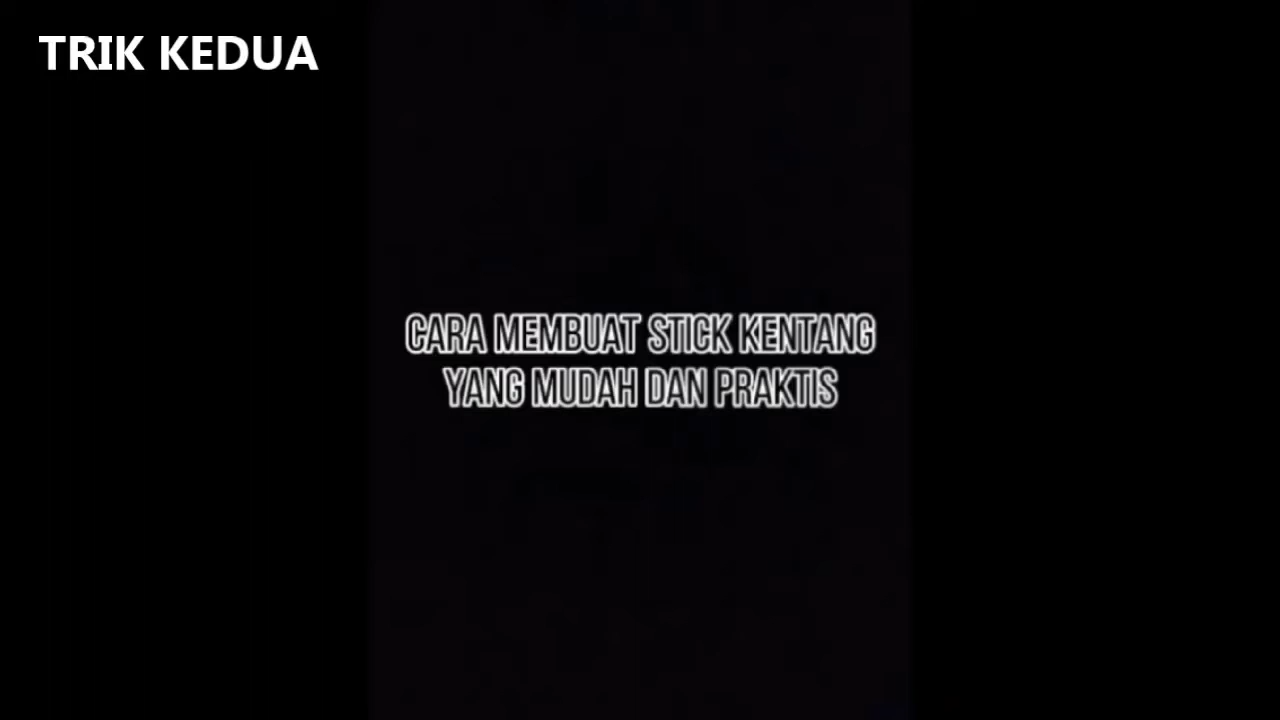 TRIK KEDUA
CARA MEMBUAT STICK KENTANG
YANG MUDAH DAN PRAKTIS